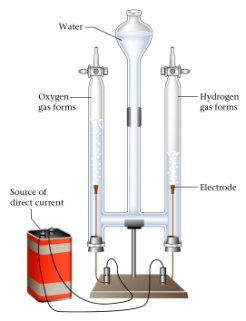 Water
Oxygen
gas forms
Hydrogen
gas forms
Electrode
Source of
direct current